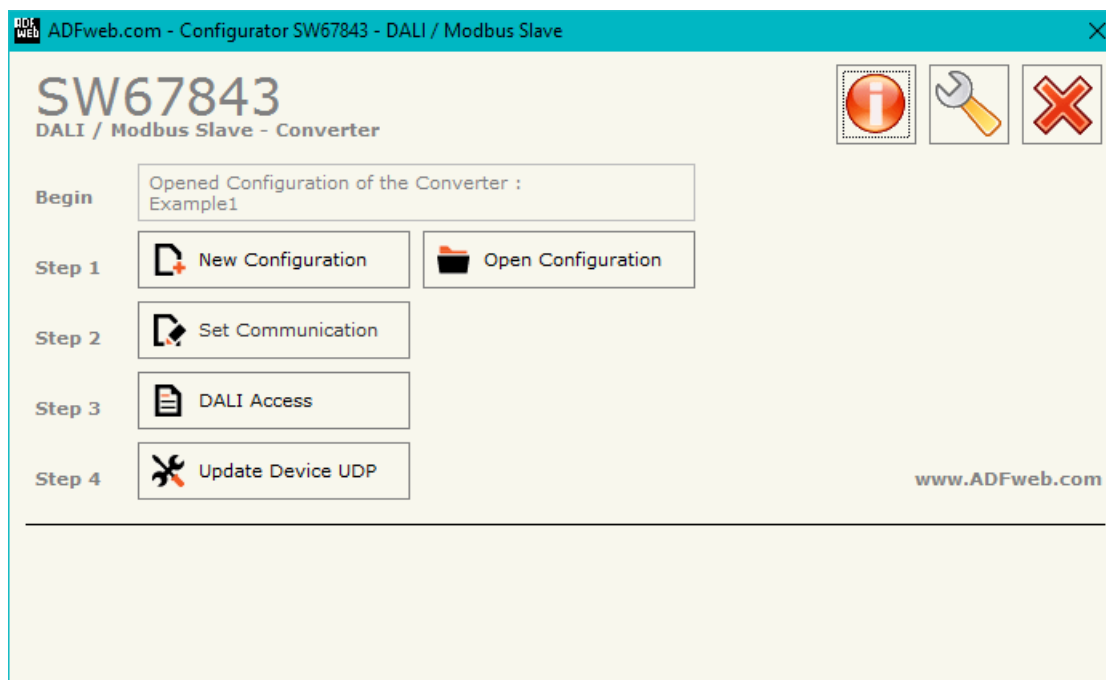 ADF
WEB
ADFweb.com - Configurator SW67843 - DALI / Modbus Slave
SW67843
DALI / Modbus Slave - Converter
Begin
Opened Configuration of the Converter :
Example1
Step 1
New Configuration
Open Configuration
Step 2
Set Communication
Step 3
DALI Access
Step 4
Update Device UDP
www.ADFweb.com